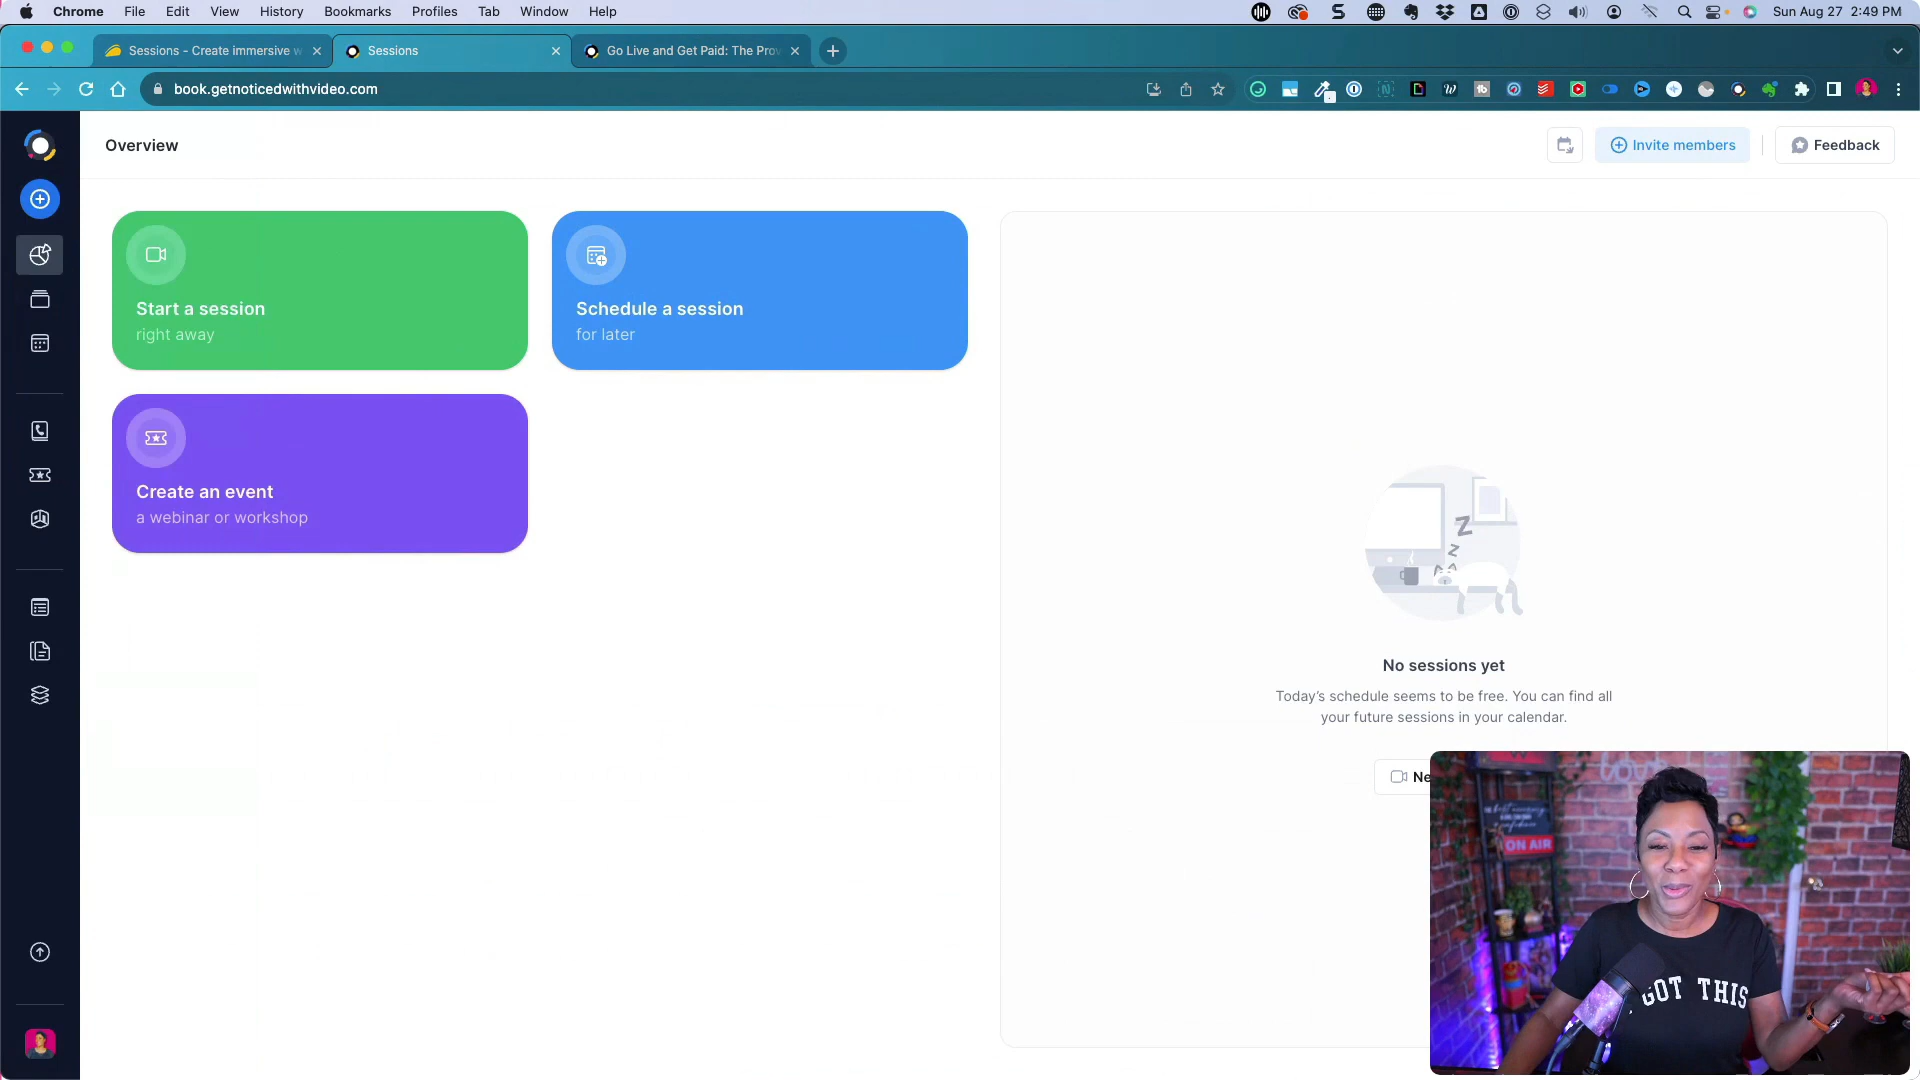 Chrome File Edit View History Bookmarks Profiles Tab Window Help
Sun Aug 27 2:49 PM
Sessions - Create immersive w
Sessions
Go Live and Get Paid: The Prov
book.getnoticedwithvideo.com
Overview
Invite members
Feedback
Start a session
right away
Schedule a session
for later
Create an event
a webinar or workshop
Z
z
No sessions yet
Today's schedule seems to be free. You can find all
your future sessions in your calendar.
Ne
ON AIR
GOT THIS